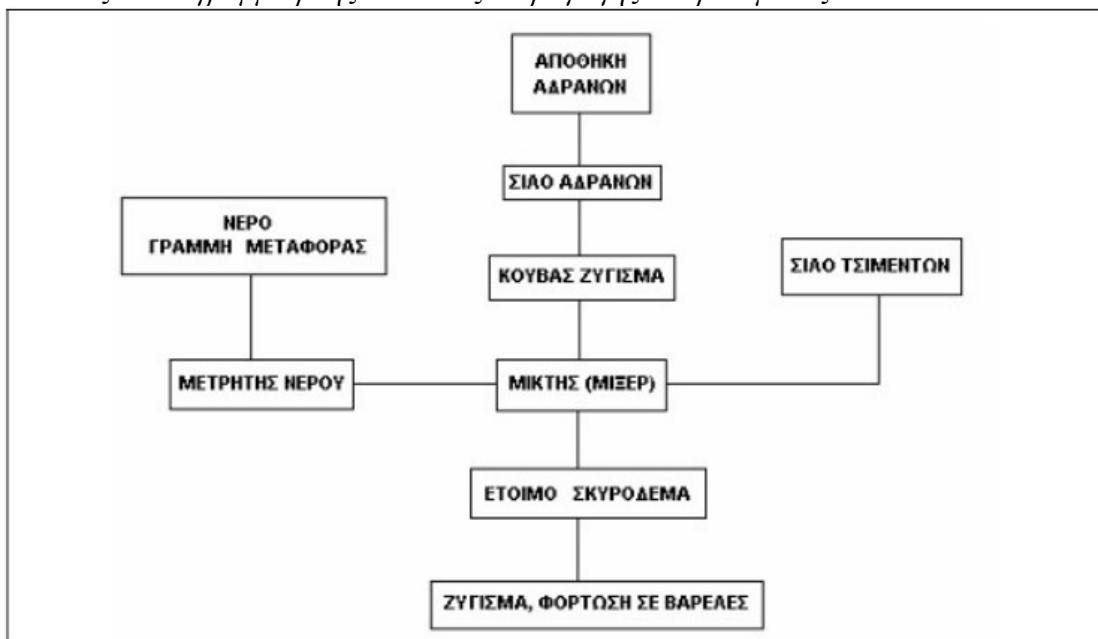 ΑΠΟΘΗΚΗ
ΑΔΡΑΝΩΝ
ΣΙΛΟ ΑΔΡΑΝΩΝ
ΝΕΡΟ
ΓΡΑΜΜΗ ΜΕΤΑΦΟΡΑΣ
ΚΟΥΒΑΣ ΖΥΓΙΣΜΑ
ΣΙΛΟ ΤΣΙΜΕΝΤΩΝ
ΜΕΤΡΗΤΗΣ ΝΕΡΟΥ
ΜΙΚΤΗΣ (ΜΙΞΕΡ)
ΕΤΟΙΜΟ ΣΚΥΡΟΔΕΜΑ
ΖΥΓΙΣΜΑ, ΦΟΡΤΩΣΗ ΣΕ ΒΑΡΕΛΕΣ